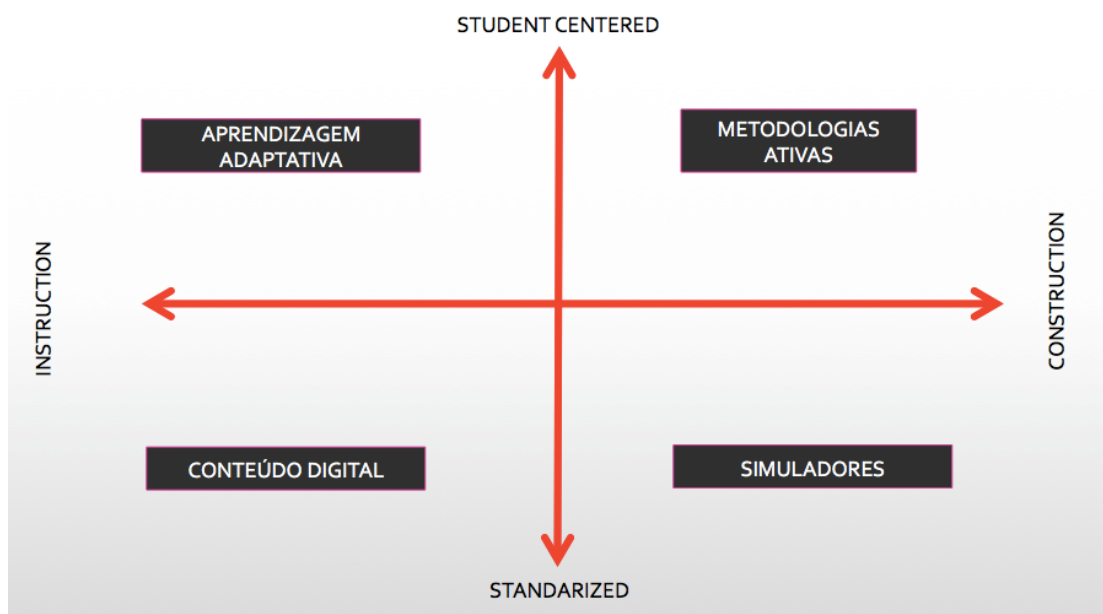 STUDENT CENTERED
APRENDIZAGEM
ADAPTATIVA
METODOLOGIAS
ATIVAS
INSTRUCTION
CONSTRUCTION
CONTEÚDO DIGITAL
SIMULADORES
STANDARIZED